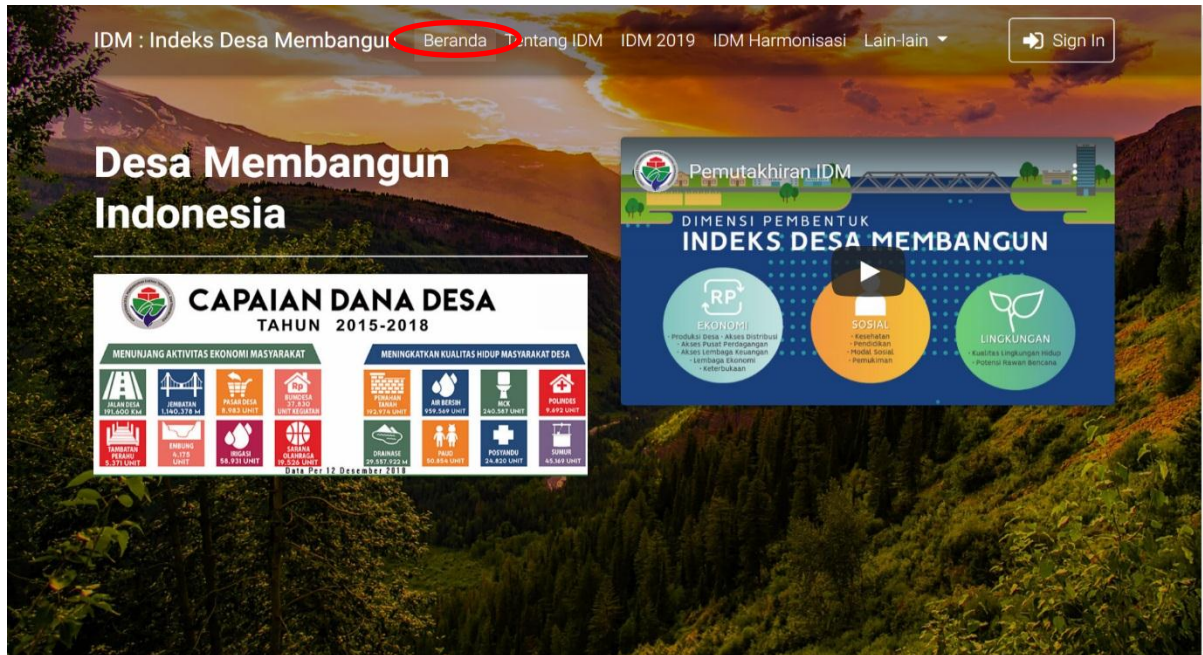 IDM : Indeks Desa Membangun Beranda Tentang IDM IDM 2019 IDM Harmonisasi Lain-lain Sign In
Desa Membangun
Indonesia
CAPAIAN DANA DESA
TAHUN 2015-2018
MENUNJANG AKTIVITAS EKONOMI MASYARAKAT
JALAN DESA
191.600 KM
JEMBATAN
1.140.378 M
PASAR DESA
8.983 UNIT
Rp
BUMDESA
37.830
UNIT KEGIATAN
TAMBATAN
PERAHU
5.371 UNIT
EMBUNG
4.175
UNIT
IRIGASI
58.931 UNIT
SARANA
OLAHRAGA
19.526 UNIT
MENINGKATKAN KUALITAS HIDUP MASYARAKAT DESA
PENAHAN
TANAH
192.974 UNIT
AIR BERSIH
959.569 UNIT
MCK
240.587 UNIT
POLINDES
9.692 UNIT
DRAINASE
29.557.922 M
PAUD
50.854 UNIT
POSYANDU
24.820 UNIT
SUMUR
45.169 UNIT
Data Per 12 Desember 2018
Pemutakhiran IDM
DIMENSI PEMBENTUK
INDEKS DESA MEMBANGUN
RP
EKONOMI
• Produksi Desa • Akses Distribusi
• Akses Pusat Perdagangan
• Akses Lembaga Keuangan
• Lembaga Ekonomi
• Keterbukaan
SOSIAL
• Kesehatan
• Pendidikan
• Modal Sosial
• Pemukiman
LINGKUNGAN
• Kualitas Lingkungan Hidup
• Potensi Rawan Bencana